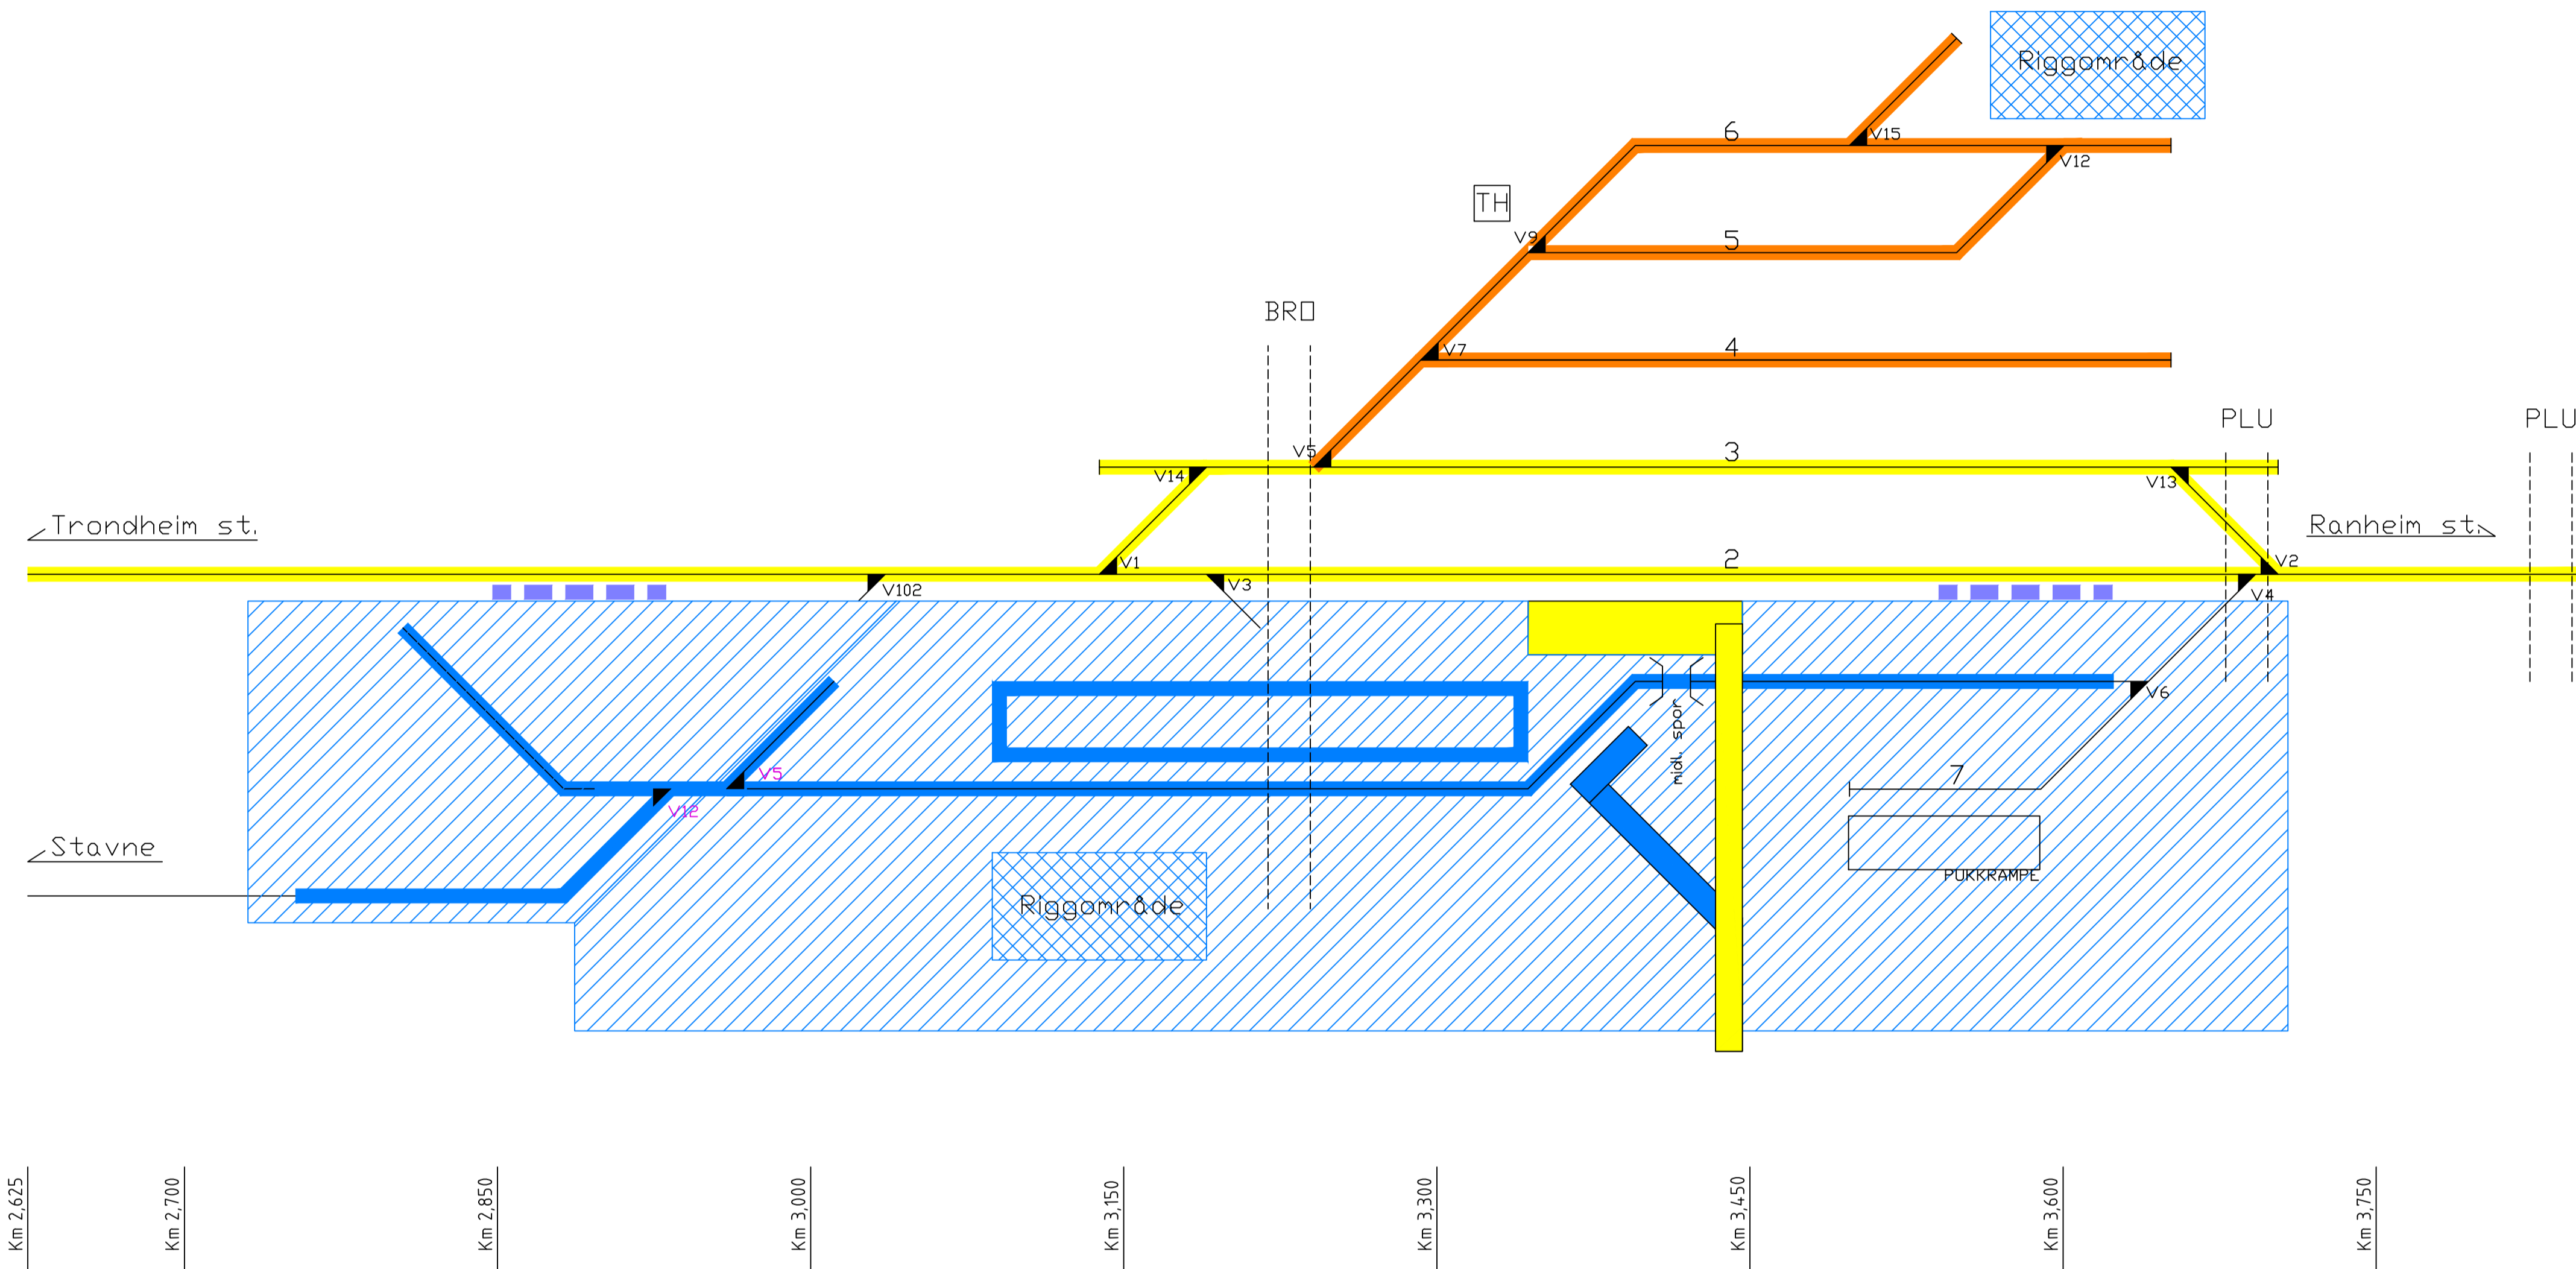 Riggområde
6
V15
V12
TH
V9
5
BRO
4
V7
PLU
PLU
V5
3
V14
V13
Trondheim st.
Ranheim st.
V1
2
V2
V102
V3
V4
V6
midl. spor
V5
7
V12
Stavne
PUKKRAMPE
Riggområde
Km 2,625
Km 2,700
Km 2,850
Km 3,000
Km 3,150
Km 3,300
Km 3,450
Km 3,600
Km 3,750